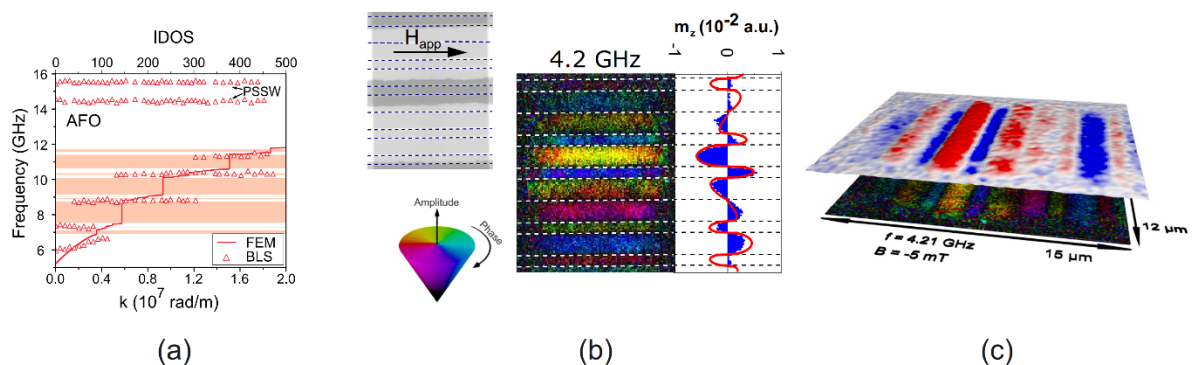 IDOS
0 100 200 300 400 500
16
14
12
10
8
6
Frequency (GHz)
PSSW
AFO
FEM
BLS
0.0 0.4 0.8 1.2 1.6 2.0
k (10⁷ rad/m)
(a)
H_app
4.2 GHz
m_z (10⁻² a.u.)
-1 0 1
Amplitude
Phase
(b)
f = 4.21 GHz
B = -5 mT
15 µm
12 µm
(c)